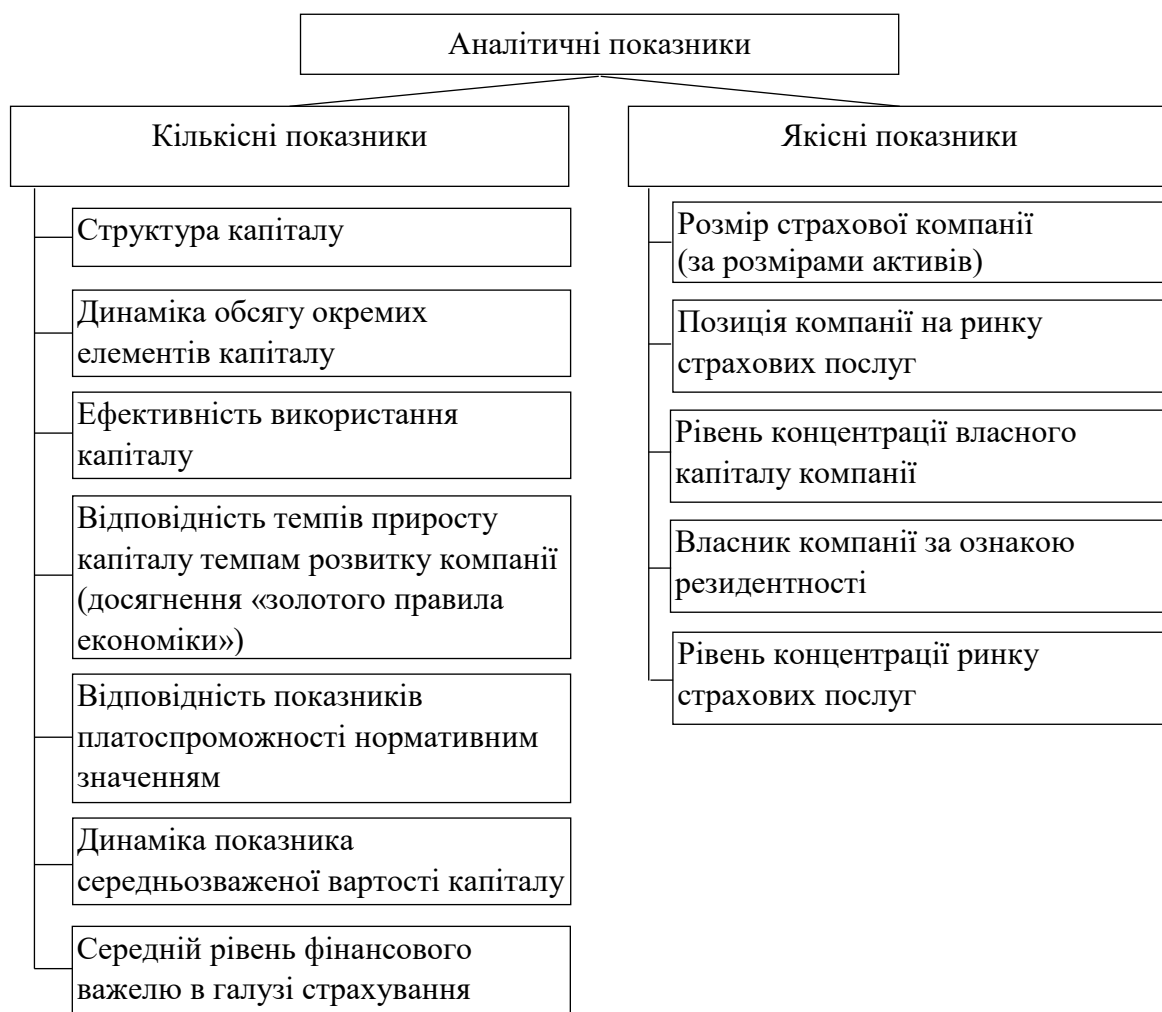 Аналітичні показники
Кількісні показники
Структура капіталу
Динаміка обсягу окремих
елементів капіталу
Ефективність використання
капіталу
Відповідність темпів приросту
капіталу темпам розвитку компанії
(досягнення «золотого правила
економіки»)
Відповідність показників
платоспроможності нормативним
значенням
Динаміка показника
середньозваженої вартості капіталу
Середній рівень фінансового
важелю в галузі страхування
Якісні показники
Розмір страхової компанії
(за розмірами активів)
Позиція компанії на ринку
страхових послуг
Рівень концентрації власного
капіталу компанії
Власник компанії за ознакою
резидентності
Рівень концентрації ринку
страхових послуг